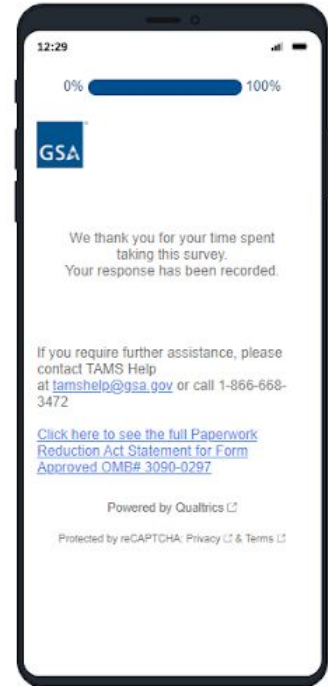 12:29
0% 100%
GSA
We thank you for your time spent
taking this survey.
Your response has been recorded.
If you require further assistance, please
contact TAMS Help
at tamshelp@gsa.gov or call 1-866-668-
3472
Click here to see the full Paperwork
Reduction Act Statement for Form
Approved OMB# 3090-0297
Powered by Qualtrics
Protected by reCAPTCHA: Privacy & Terms